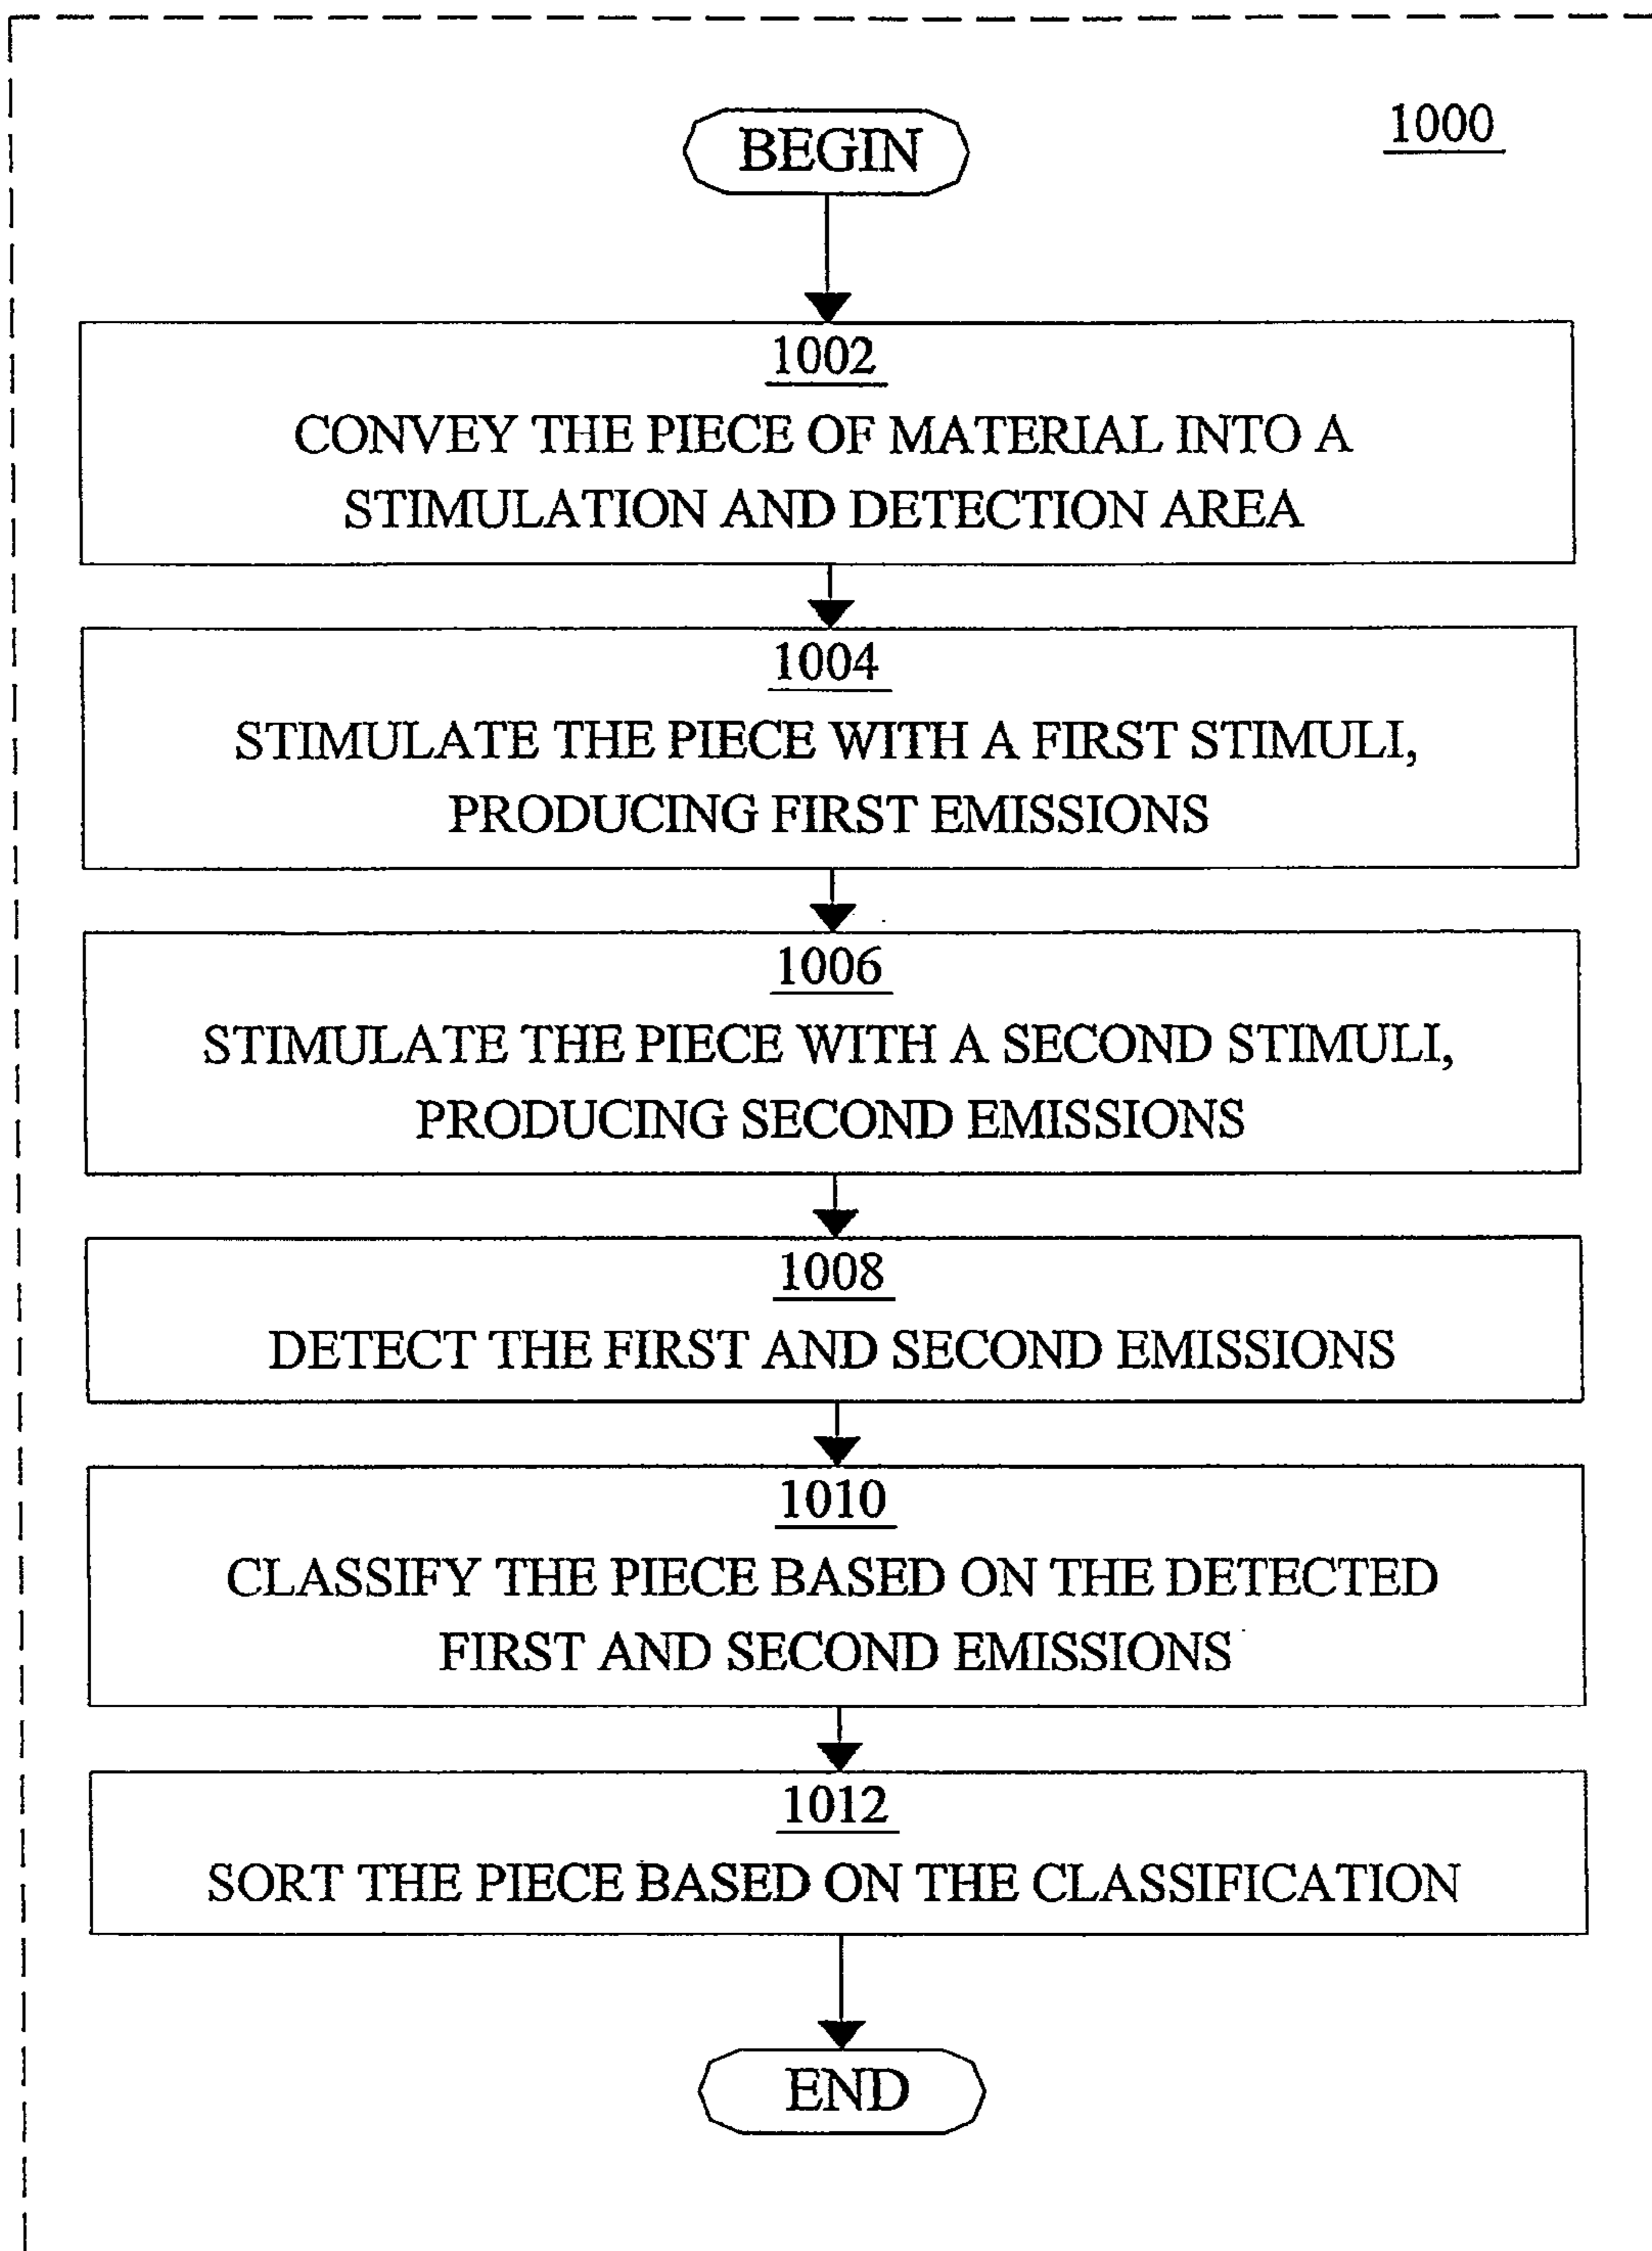 1000
BEGIN
1002
CONVEY THE PIECE OF MATERIAL INTO A
STIMULATION AND DETECTION AREA
1004
STIMULATE THE PIECE WITH A FIRST STIMULI,
PRODUCING FIRST EMISSIONS
1006
STIMULATE THE PIECE WITH A SECOND STIMULI,
PRODUCING SECOND EMISSIONS
1008
DETECT THE FIRST AND SECOND EMISSIONS
1010
CLASSIFY THE PIECE BASED ON THE DETECTED
FIRST AND SECOND EMISSIONS
1012
SORT THE PIECE BASED ON THE CLASSIFICATION
END